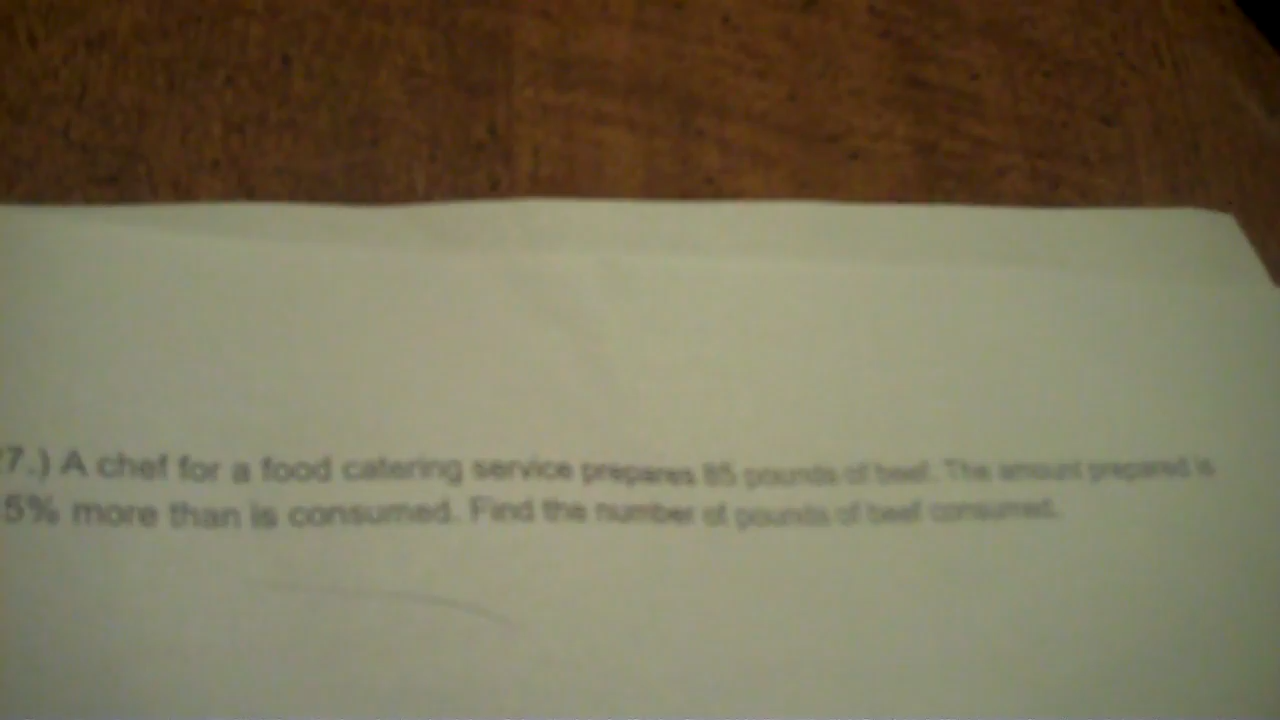 7.) A chef for a food catering service prepares 85 pounds of beef. The amount prepared is
5% more than is consumed. Find the number of pounds of beef consumed.